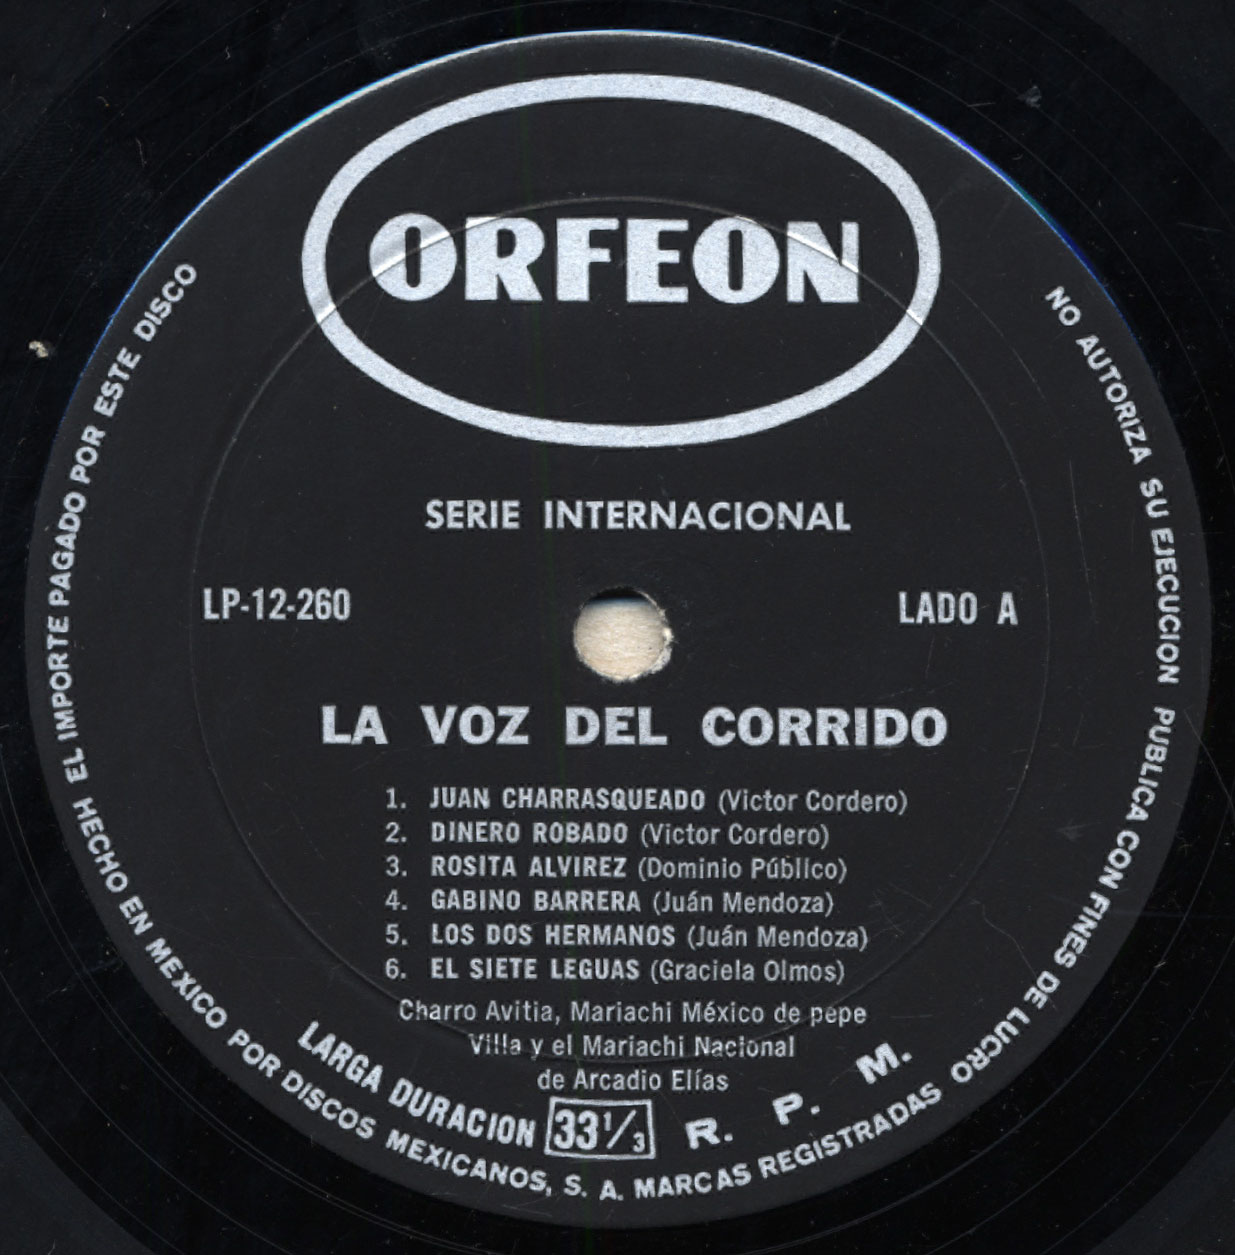 ORFEON
SERIE INTERNACIONAL
LP-12-260
LADO A
LA VOZ DEL CORRIDO
1. JUAN CHARRASQUEADO (Victor Cordero)
2. DINERO ROBADO (Victor Cordero)
3. ROSITA ALVIREZ (Dominio Público)
4. GABINO BARRERA (Juán Mendoza)
5. LOS DOS HERMANOS (Juán Mendoza)
6. EL SIETE LEGUAS (Graciela Olmos)
Charro Avitia, Mariachi México de pepe
Villa y el Mariachi Nacional
de Arcadio Elías
LARGA DURACION 33 1/3 R. P. M.
EL IMPORTE PAGADO POR ESTE DISCO NO AUTORIZA SU EJECUCION PUBLICA CON FINES DE LUCRO
HECHO EN MEXICO POR DISCOS MEXICANOS, S. A. MARCAS REGISTRADAS